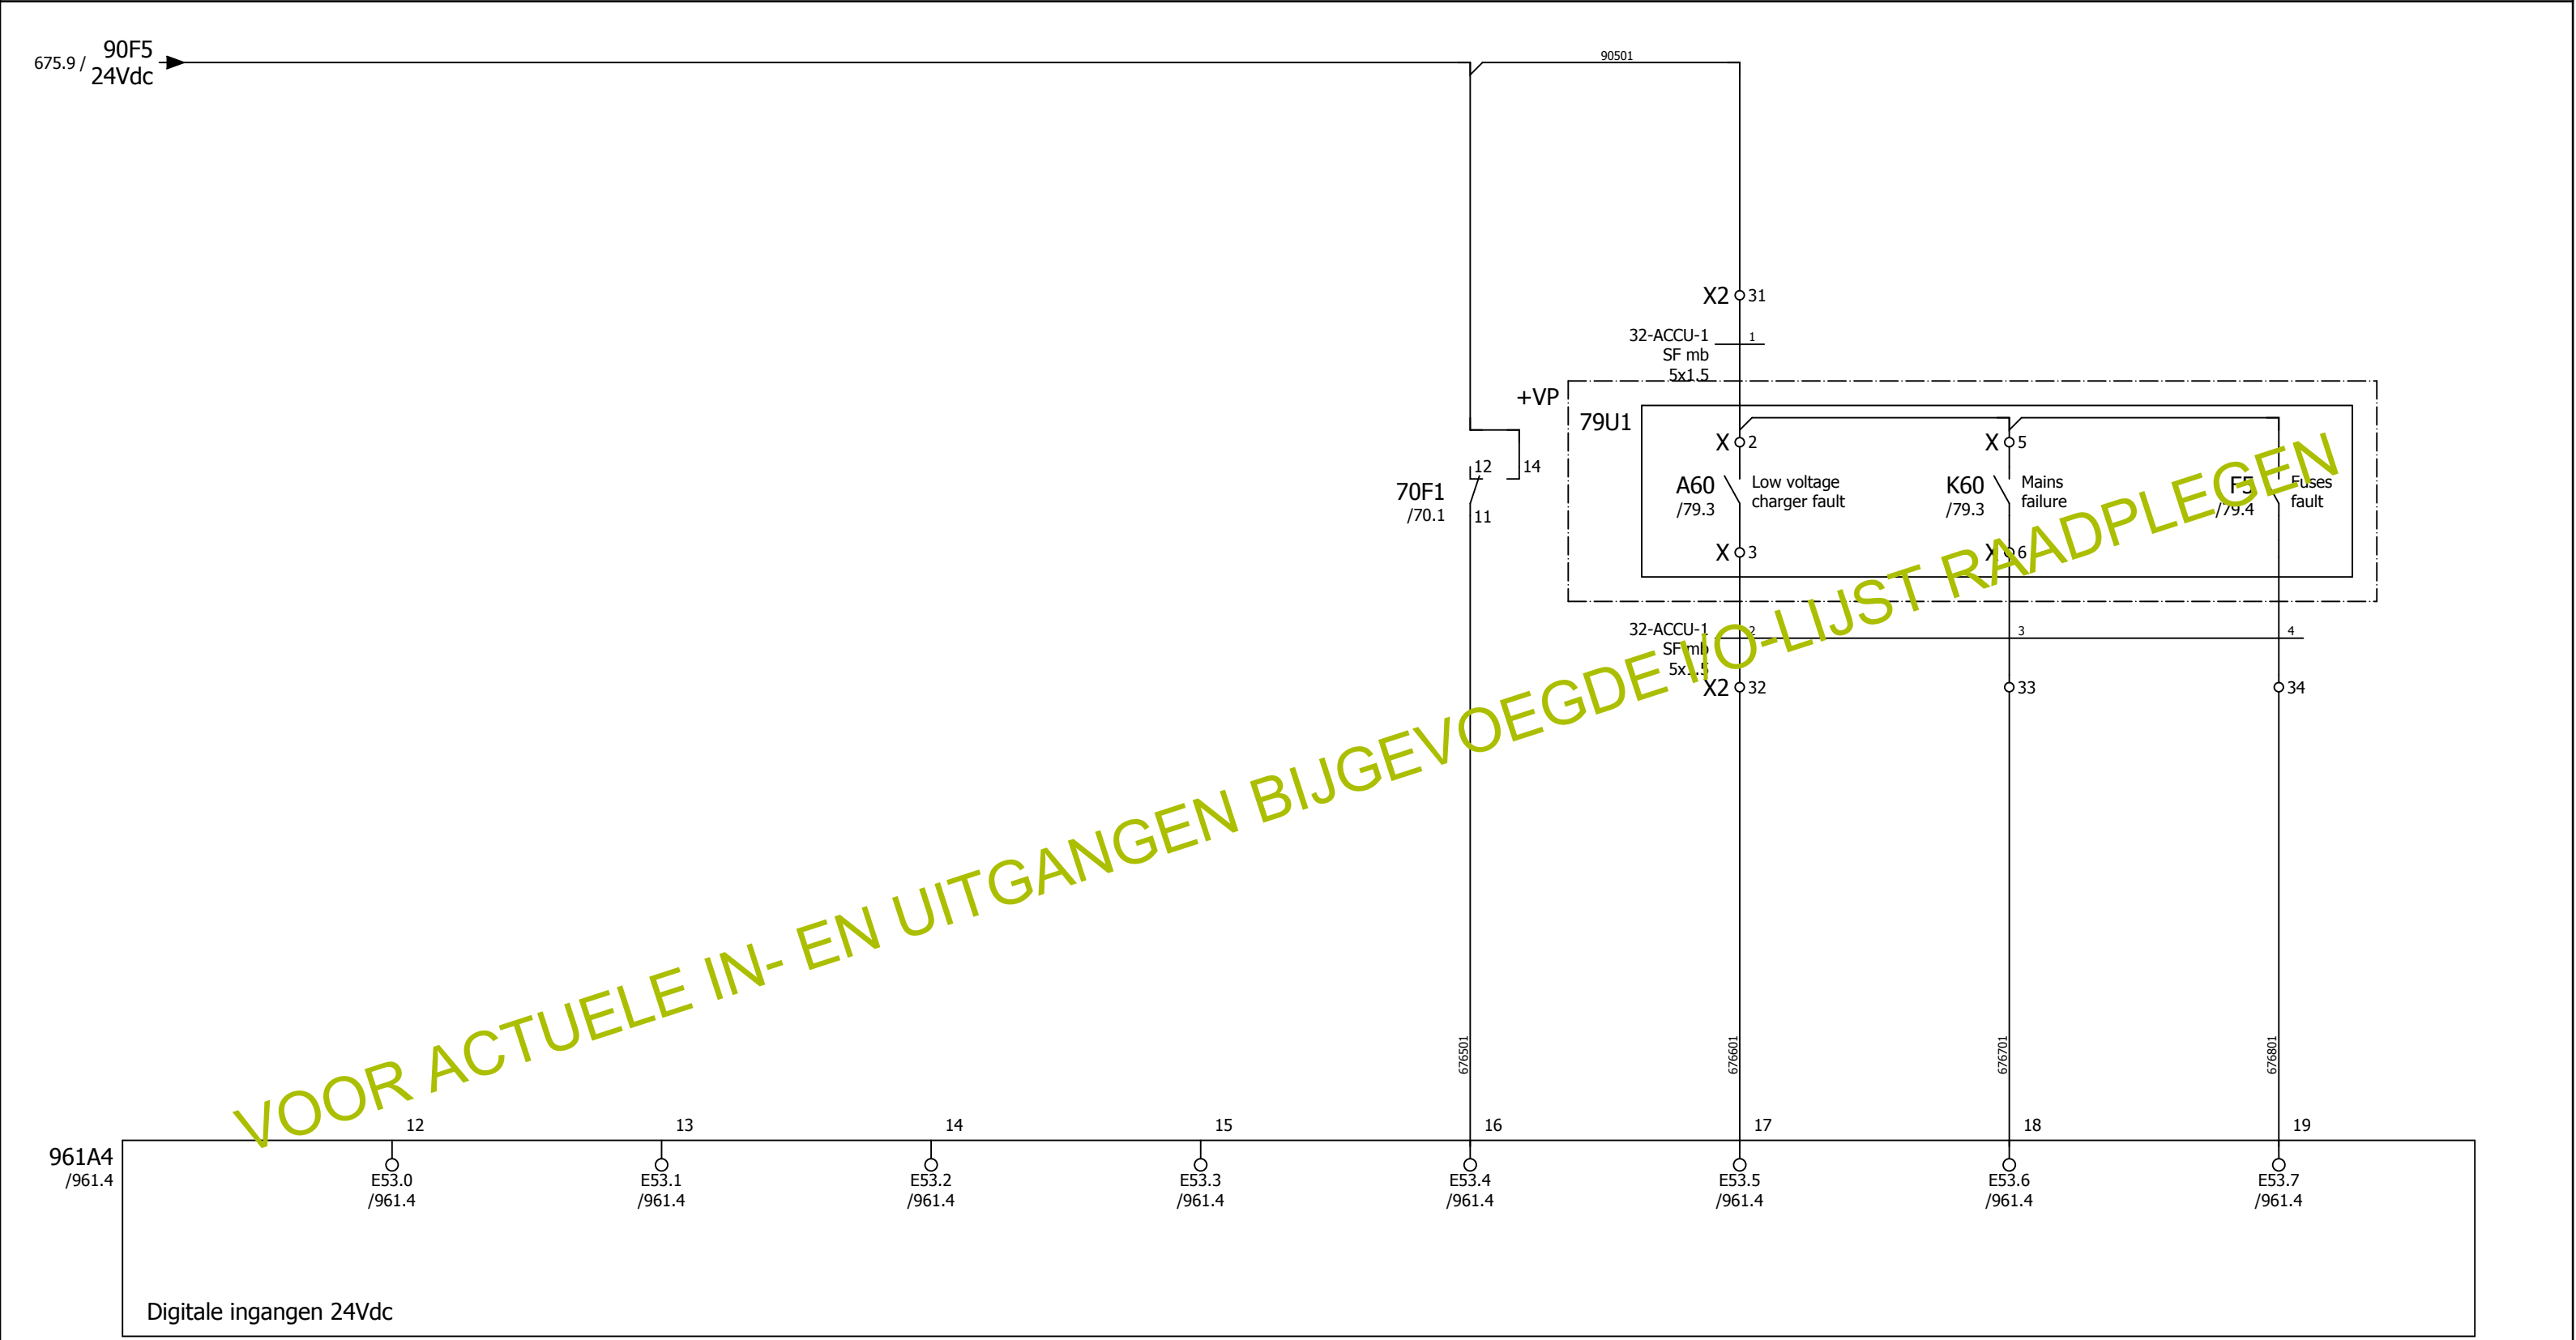 90F5
675.9 /
24Vdc
90501
X2
31
32-ACCU-1
1
SF mb
5x1.5
+VP
79U1
X
2
X
5
12
14
70F1
/70.1
11
A60
/79.3
Low voltage
charger fault
K60
/79.3
Mains
failure
F5
/79.4
Fuses
fault
X
3
X
6
32-ACCU-1
SF mb
5x1.5
2
3
4
X2
32
33
34
VOOR ACTUELE IN- EN UITGANGEN BIJGEVOEGDE I/O-LIJST RAADPLEGEN
676501
676601
676701
676801
12
13
14
15
16
17
18
19
961A4
/961.4
E53.0
/961.4
E53.1
/961.4
E53.2
/961.4
E53.3
/961.4
E53.4
/961.4
E53.5
/961.4
E53.6
/961.4
E53.7
/961.4
Digitale ingangen 24Vdc